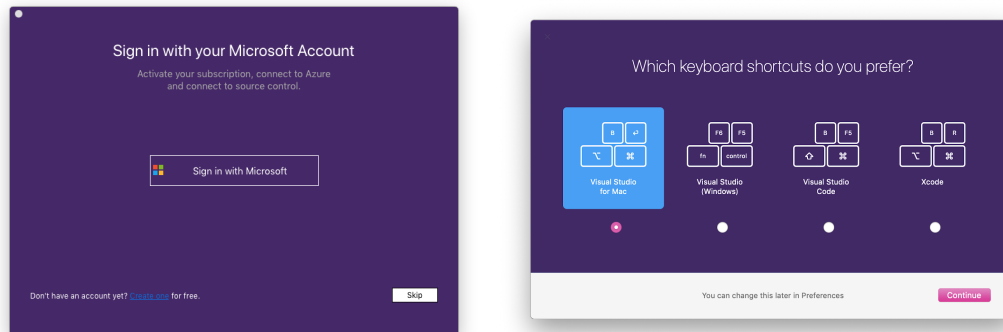 Sign in with your Microsoft Account
Activate your subscription, connect to Azure
and connect to source control.
Sign in with Microsoft
Don't have an account yet? Create one for free.
Skip
Which keyboard shortcuts do you prefer?
B ↵
⌥ ⌘
Visual Studio
for Mac
F6 F5
fn control
Visual Studio
(Windows)
B F5
⇧ ⌘
Visual Studio
Code
B R
⌥ ⌘
Xcode
You can change this later in Preferences
Continue